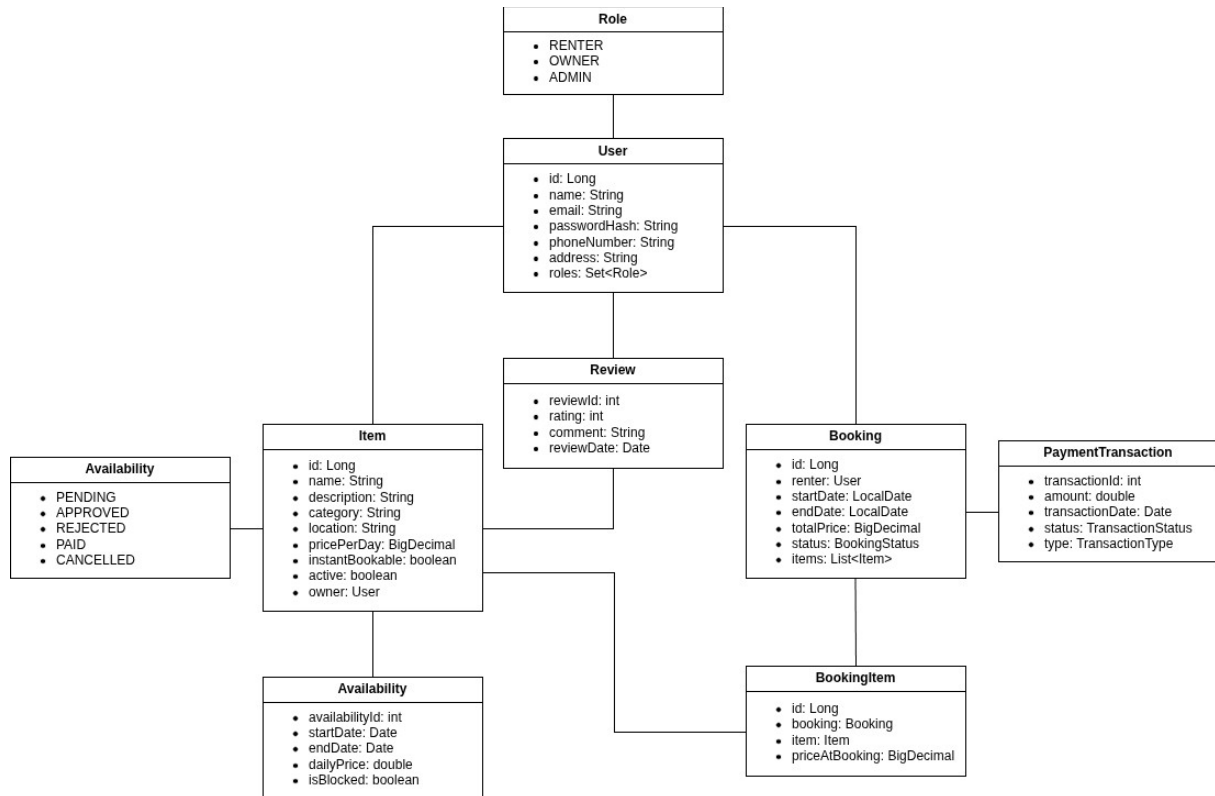 Role
RENTER
OWNER
ADMIN
User
id: Long
name: String
email: String
passwordHash: String
phoneNumber: String
address: String
roles: Set<Role>
Review
reviewId: int
rating: int
comment: String
reviewDate: Date
Item
id: Long
name: String
description: String
category: String
location: String
pricePerDay: BigDecimal
instantBookable: boolean
active: boolean
owner: User
Booking
id: Long
renter: User
startDate: LocalDate
endDate: LocalDate
totalPrice: BigDecimal
status: BookingStatus
items: List<Item>
PaymentTransaction
transactionId: int
amount: double
transactionDate: Date
status: TransactionStatus
type: TransactionType
Availability
PENDING
APPROVED
REJECTED
PAID
CANCELLED
Availability
availabilityId: int
startDate: Date
endDate: Date
dailyPrice: double
isBlocked: boolean
BookingItem
id: Long
booking: Booking
item: Item
priceAtBooking: BigDecimal